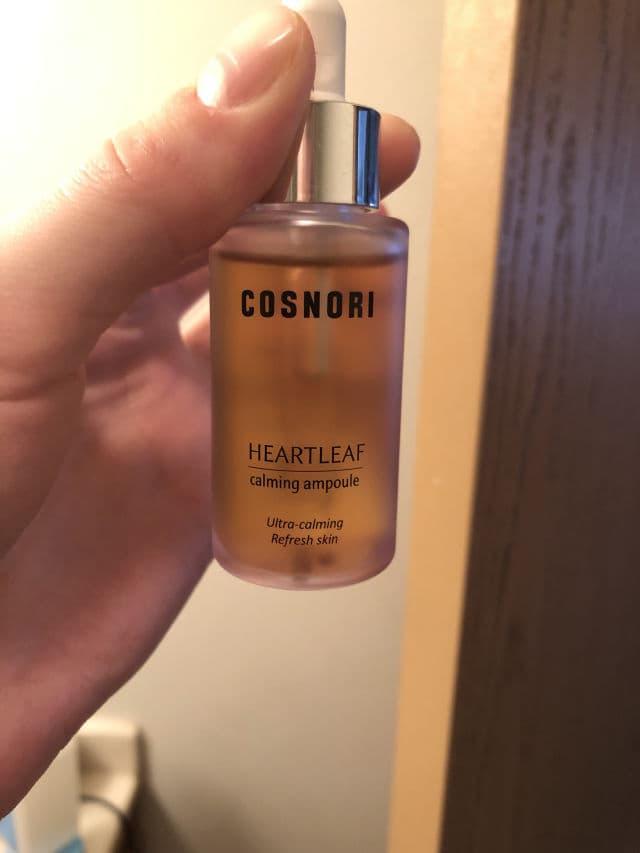 COSNORI
HEARTLEAF
calming ampoule
Ultra-calming
Refresh skin